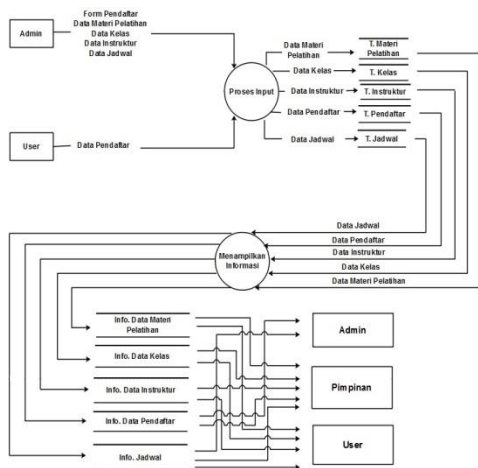 Form Pendaftar
Data Materi Pelatihan
Data Kelas
Data Instruktur
Data Jadwal
Admin
Data Materi
Pelatihan
T. Materi
Pelatihan
Data Kelas
T. Kelas
Proses Input
Data Instruktur
T. Instruktur
Data Pendaftar
T. Pendaftar
User
Data Pendaftar
Data Jadwal
T. Jadwal
Data Jadwal
Data Pendaftar
Data Instruktur
Data Kelas
Data Materi Pelatihan
Menampilkan
Informasi
Info. Data Materi
Pelatihan
Admin
Info. Data Kelas
Info. Data Instruktur
Pimpinan
Info. Data Pendaftar
User
Info. Jadwal